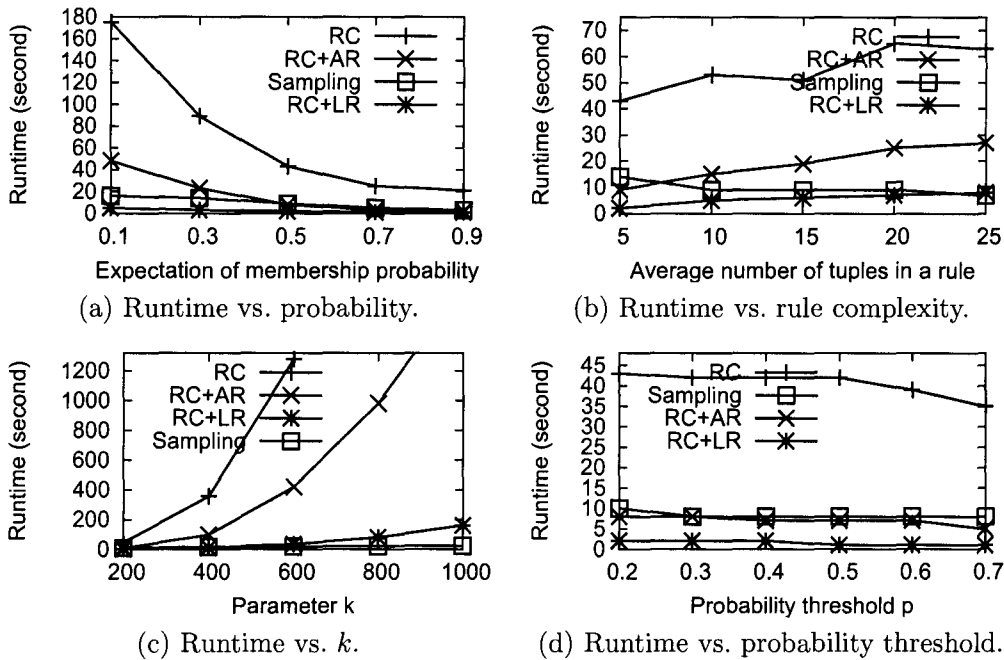 180
160
140
120
100
80
60
40
20
0
Runtime (second)
RC
RC+AR
Sampling
RC+LR
0.1 0.3 0.5 0.7 0.9
Expectation of membership probability
(a) Runtime vs. probability.
70
60
50
40
30
20
10
0
Runtime (second)
RC
RC+AR
Sampling
RC+LR
5 10 15 20 25
Average number of tuples in a rule
(b) Runtime vs. rule complexity.
1200
1000
800
600
400
200
0
Runtime (second)
RC
RC+AR
RC+LR
Sampling
200 400 600 800 1000
Parameter k
(c) Runtime vs. k.
45
40
35
30
25
20
15
10
5
0
Runtime (second)
RC
Sampling
RC+AR
RC+LR
0.2 0.3 0.4 0.5 0.6 0.7
Probability threshold p
(d) Runtime vs. probability threshold.